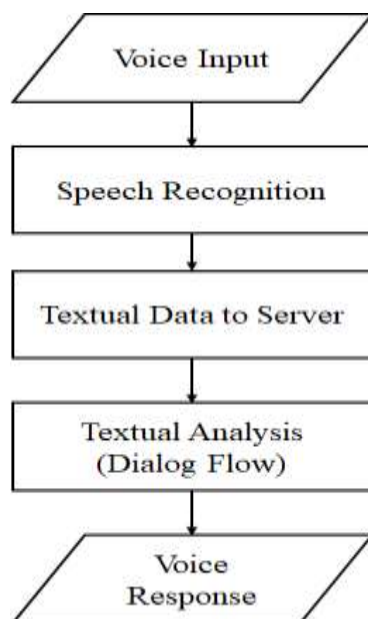 Voice Input
Speech Recognition
Textual Data to Server
Textual Analysis
(Dialog Flow)
Voice
Response